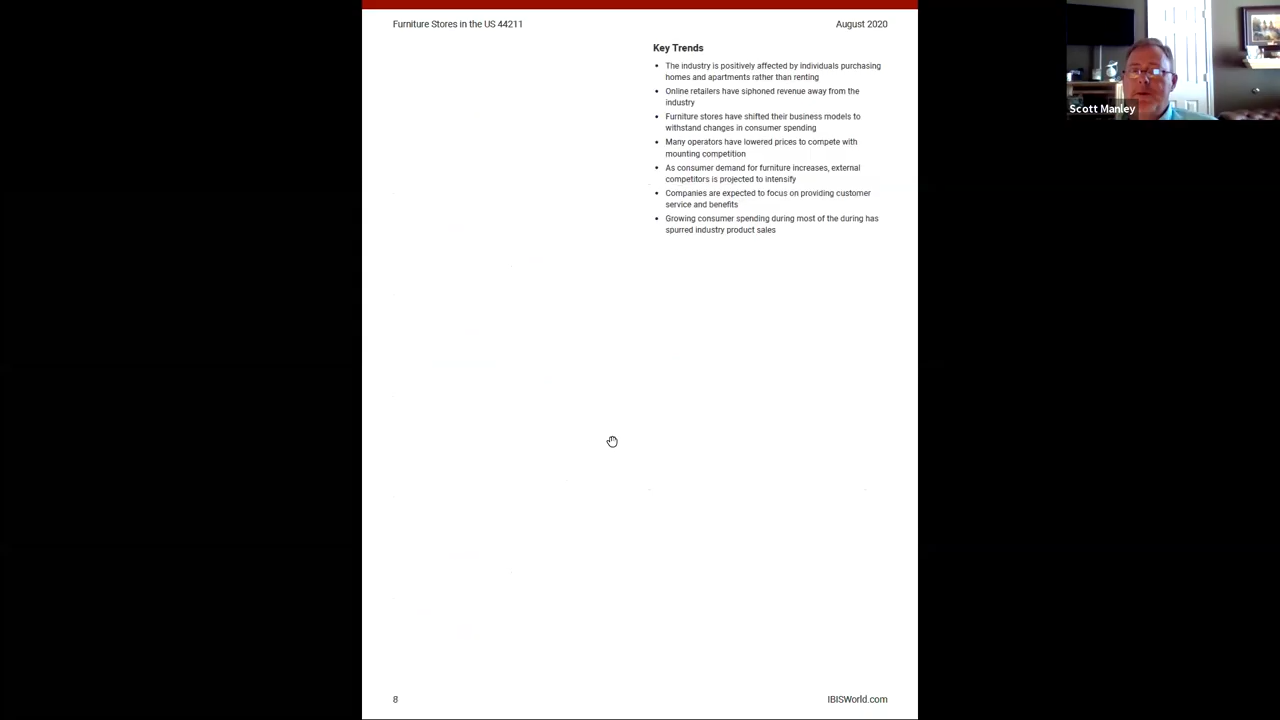 Furniture Stores in the US 44211
August 2020
Key Trends
• The industry is positively affected by individuals purchasing
homes and apartments rather than renting
• Online retailers have siphoned revenue away from the
industry
• Furniture stores have shifted their business models to
withstand changes in consumer spending
• Many operators have lowered prices to compete with
mounting competition
• As consumer demand for furniture increases, external
competitors is projected to intensify
• Companies are expected to focus on providing customer
service and benefits
• Growing consumer spending during most of the during has
spurred industry product sales
8
IBISWorld.com
Scott Manley